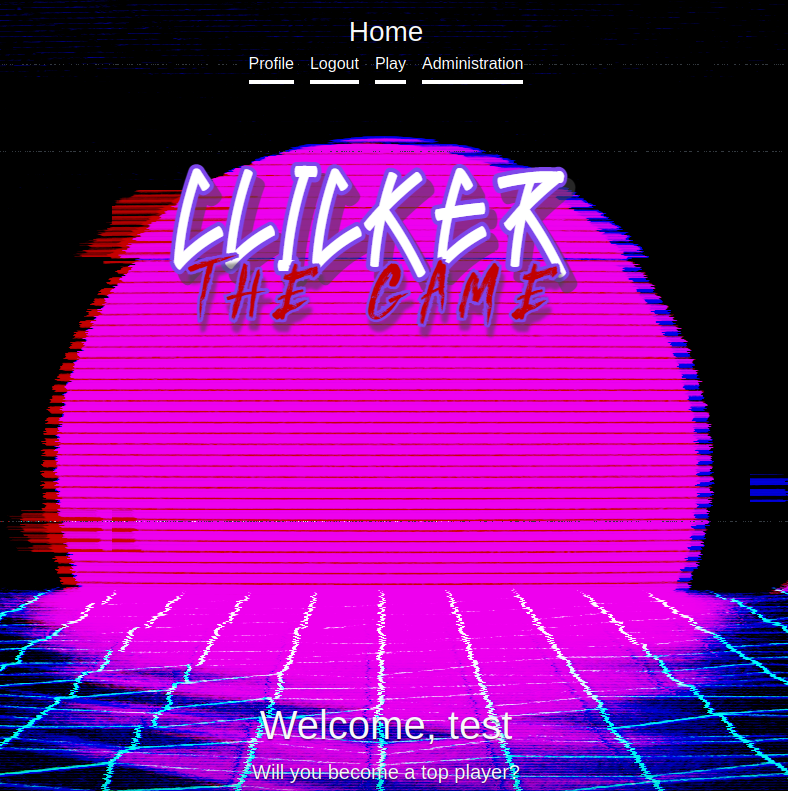 Home
Profile Logout Play Administration
CLICKER
THE GAME
Welcome, test
Will you become a top player?